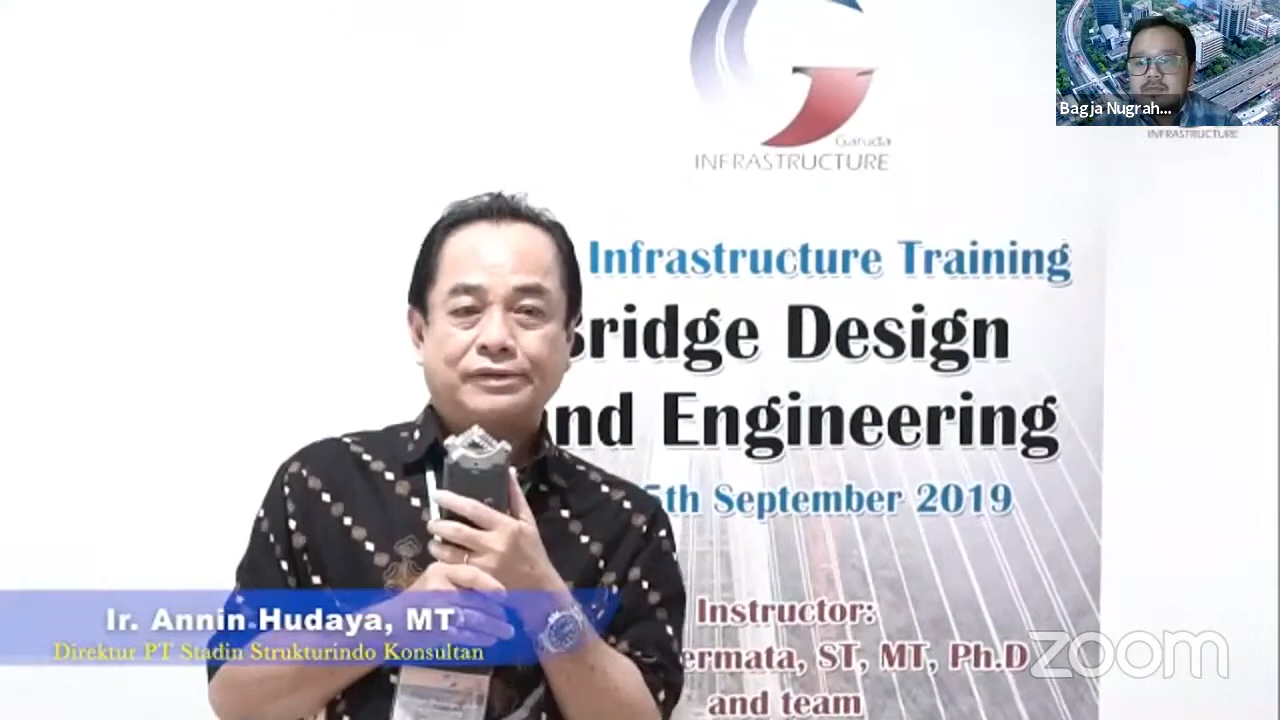 Garuda
INFRASTRUCTURE
Bagja Nugrah...
INFRASTRUCTURE
Infrastructure Training
Bridge Design
and Engineering
5th September 2019
Instructor:
ermata, ST, MT, Ph.D
and team
Ir. Annin Hudaya, MT
Direktur PT Stadin Strukturindo Konsultan
zoom